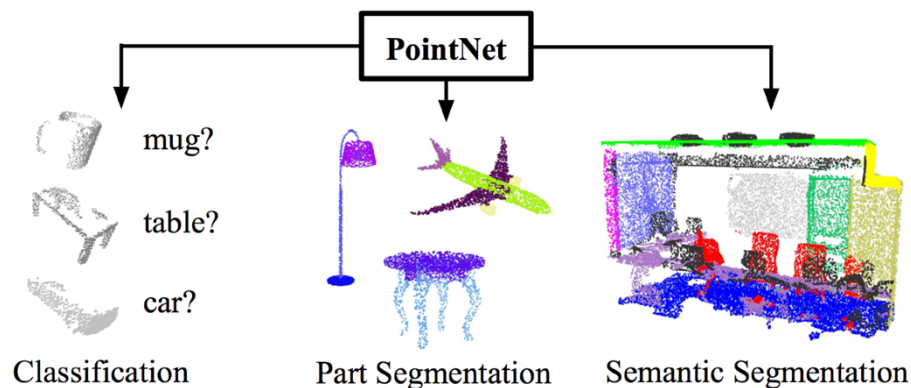 PointNet
mug?
table?
car?
Classification
Part Segmentation
Semantic Segmentation